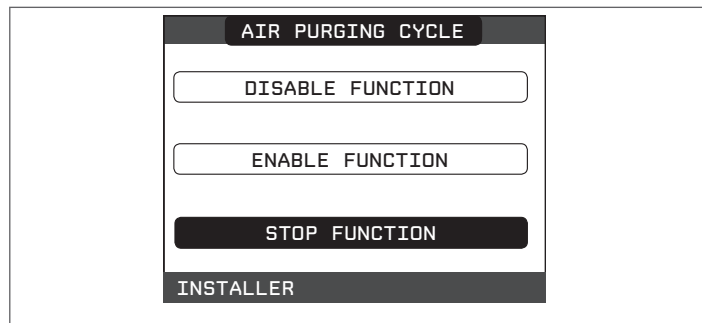 AIR PURGING CYCLE
DISABLE FUNCTION
ENABLE FUNCTION
STOP FUNCTION
INSTALLER